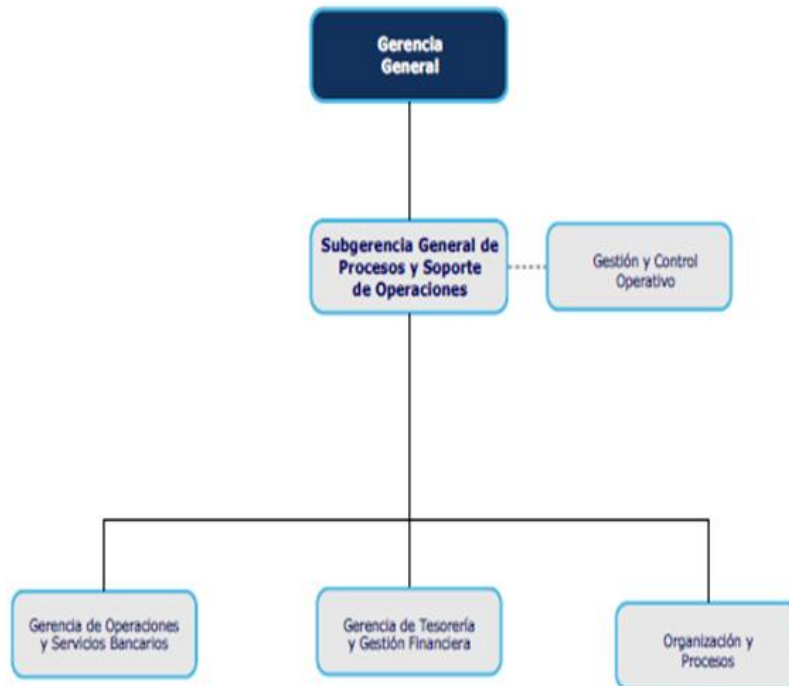 Gerencia
General
Subgerencia General de
Procesos y Soporte
de Operaciones
Gestión y Control
Operativo
Gerencia de Operaciones
y Servicios Bancarios
Gerencia de Tesorería
y Gestión Financiera
Organización y
Procesos